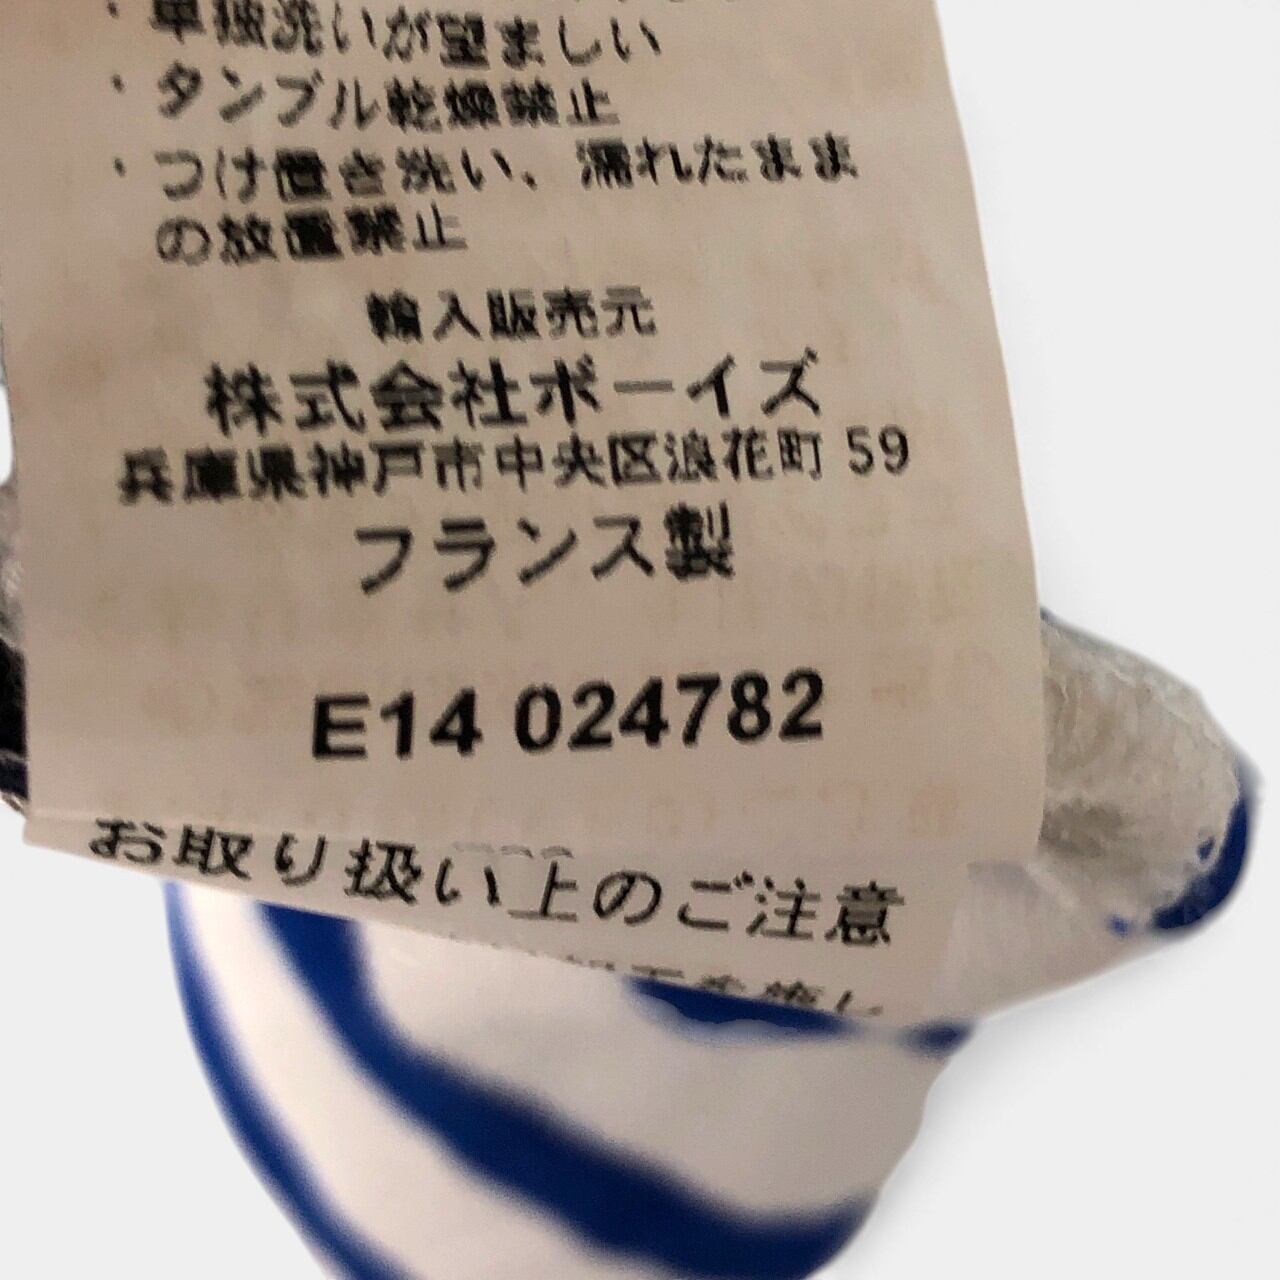 ・単独洗いが望ましい
・タンブル乾燥禁止
・つけ置き洗い、濡れたまま
の放置禁止
輸入販売元
株式会社ボーイズ
兵庫県神戸市中央区浪花町 59
フランス製
E14 024782
お取り扱い上のご注意